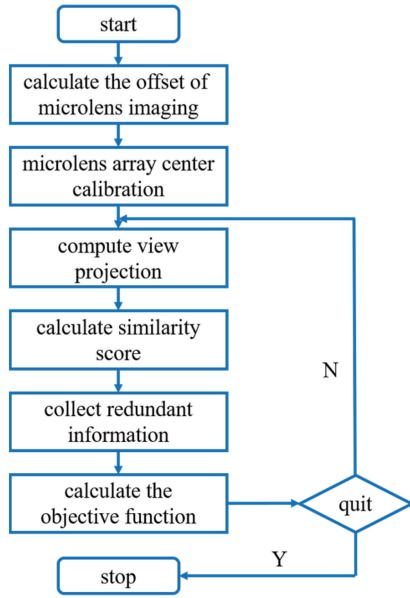 start
calculate the offset of
microlens imaging
microlens array center
calibration
compute view
projection
calculate similarity
score
N
collect redundant
information
calculate the
objective function
quit
Y
stop